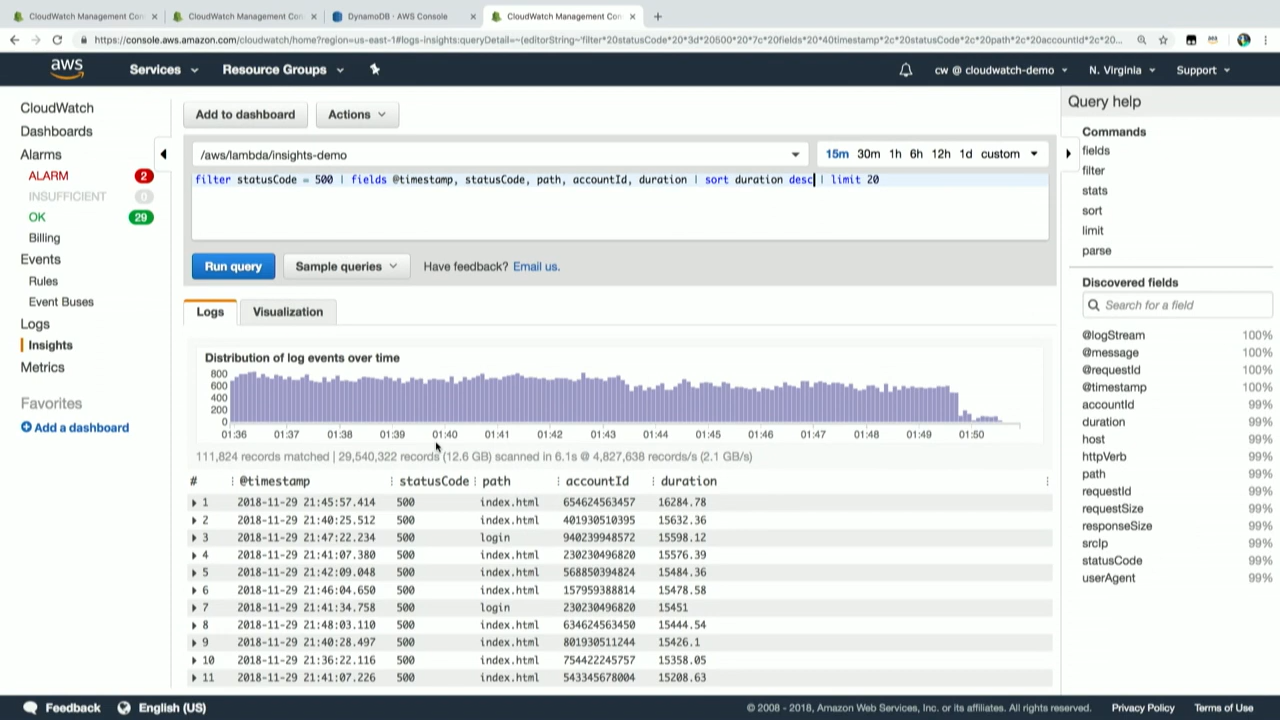 CloudWatch Management Con
CloudWatch Management Con
DynamoDB · AWS Console
CloudWatch Management Con
https://console.aws.amazon.com/cloudwatch/home?region=us-east-1#logs-insights:queryDetail=~(editorString~'filter*20statusCode*20*3d*20500*20*7c*20fields*20*40timestamp*2c*20statusCode*2c*20path*2c*20accountId*2c*20...
aws
Services
Resource Groups
cw @ cloudwatch-demo
N. Virginia
Support
CloudWatch
Dashboards
Alarms
ALARM 2
INSUFFICIENT 0
OK 29
Billing
Events
Rules
Event Buses
Logs
Insights
Metrics
Favorites
Add a dashboard
Add to dashboard
Actions
/aws/lambda/insights-demo
15m 30m 1h 6h 12h 1d custom
filter statusCode = 500 | fields @timestamp, statusCode, path, accountId, duration | sort duration desc | limit 20
Run query
Sample queries
Have feedback? Email us.
Logs
Visualization
Distribution of log events over time
800
600
400
200
0
01:36 01:37 01:38 01:39 01:40 01:41 01:42 01:43 01:44 01:45 01:46 01:47 01:48 01:49 01:50
111,824 records matched | 29,540,322 records (12.6 GB) scanned in 6.1s @ 4,827,638 records/s (2.1 GB/s)
# @timestamp statusCode path accountId duration
1 2018-11-29 21:45:57.414 500 index.html 654624563457 16284.78
2 2018-11-29 21:40:25.512 500 index.html 401930510395 15632.36
3 2018-11-29 21:47:22.234 500 login 940239948572 15598.12
4 2018-11-29 21:41:07.380 500 index.html 230230496820 15576.39
5 2018-11-29 21:42:09.048 500 index.html 568850394824 15484.36
6 2018-11-29 21:46:04.650 500 index.html 157959388814 15478.58
7 2018-11-29 21:41:34.758 500 login 230230496820 15451
8 2018-11-29 21:48:03.110 500 index.html 634624563450 15444.54
9 2018-11-29 21:40:28.497 500 index.html 801930511244 15426.1
10 2018-11-29 21:36:22.116 500 index.html 754422245757 15358.05
11 2018-11-29 21:41:07.226 500 index.html 543345678004 15208.63
Query help
Commands
fields
filter
stats
sort
limit
parse
Discovered fields
Search for a field
@logStream 100%
@message 100%
@requestId 100%
@timestamp 100%
accountId 99%
duration 99%
host 99%
httpVerb 99%
path 99%
requestId 99%
requestSize 99%
responseSize 99%
srcIp 99%
statusCode 99%
userAgent 99%
Feedback
English (US)
© 2008 - 2018, Amazon Web Services, Inc. or its affiliates. All rights reserved.
Privacy Policy
Terms of Use